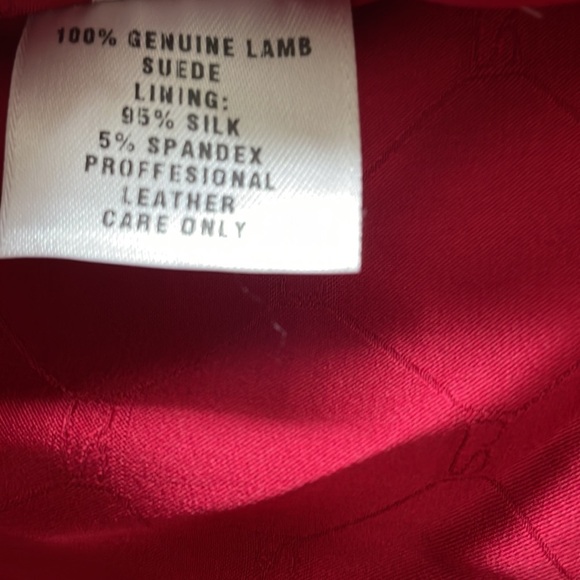 100% GENUINE LAMB
SUEDE
LINING:
95% SILK
5% SPANDEX
PROFFESIONAL
LEATHER
CARE ONLY